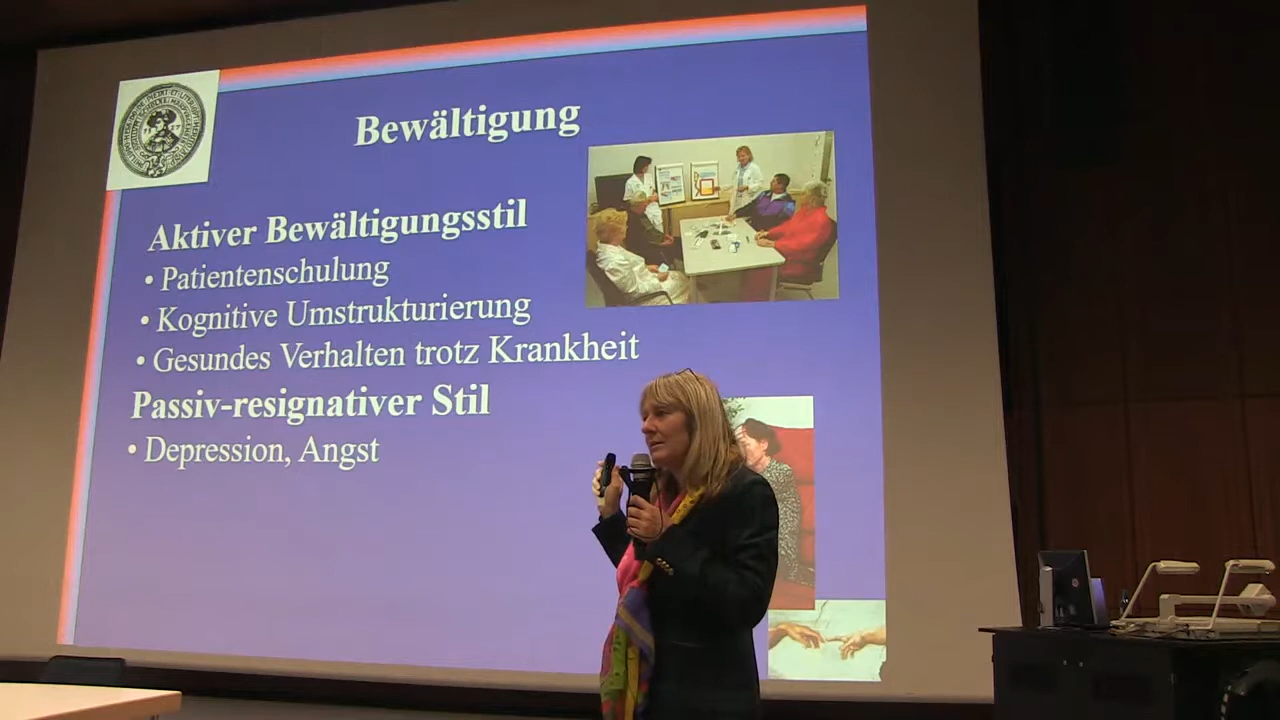 Bewältigung
Aktiver Bewältigungsstil
• Patientenschulung
• Kognitive Umstrukturierung
• Gesundes Verhalten trotz Krankheit
Passiv-resignativer Stil
• Depression, Angst